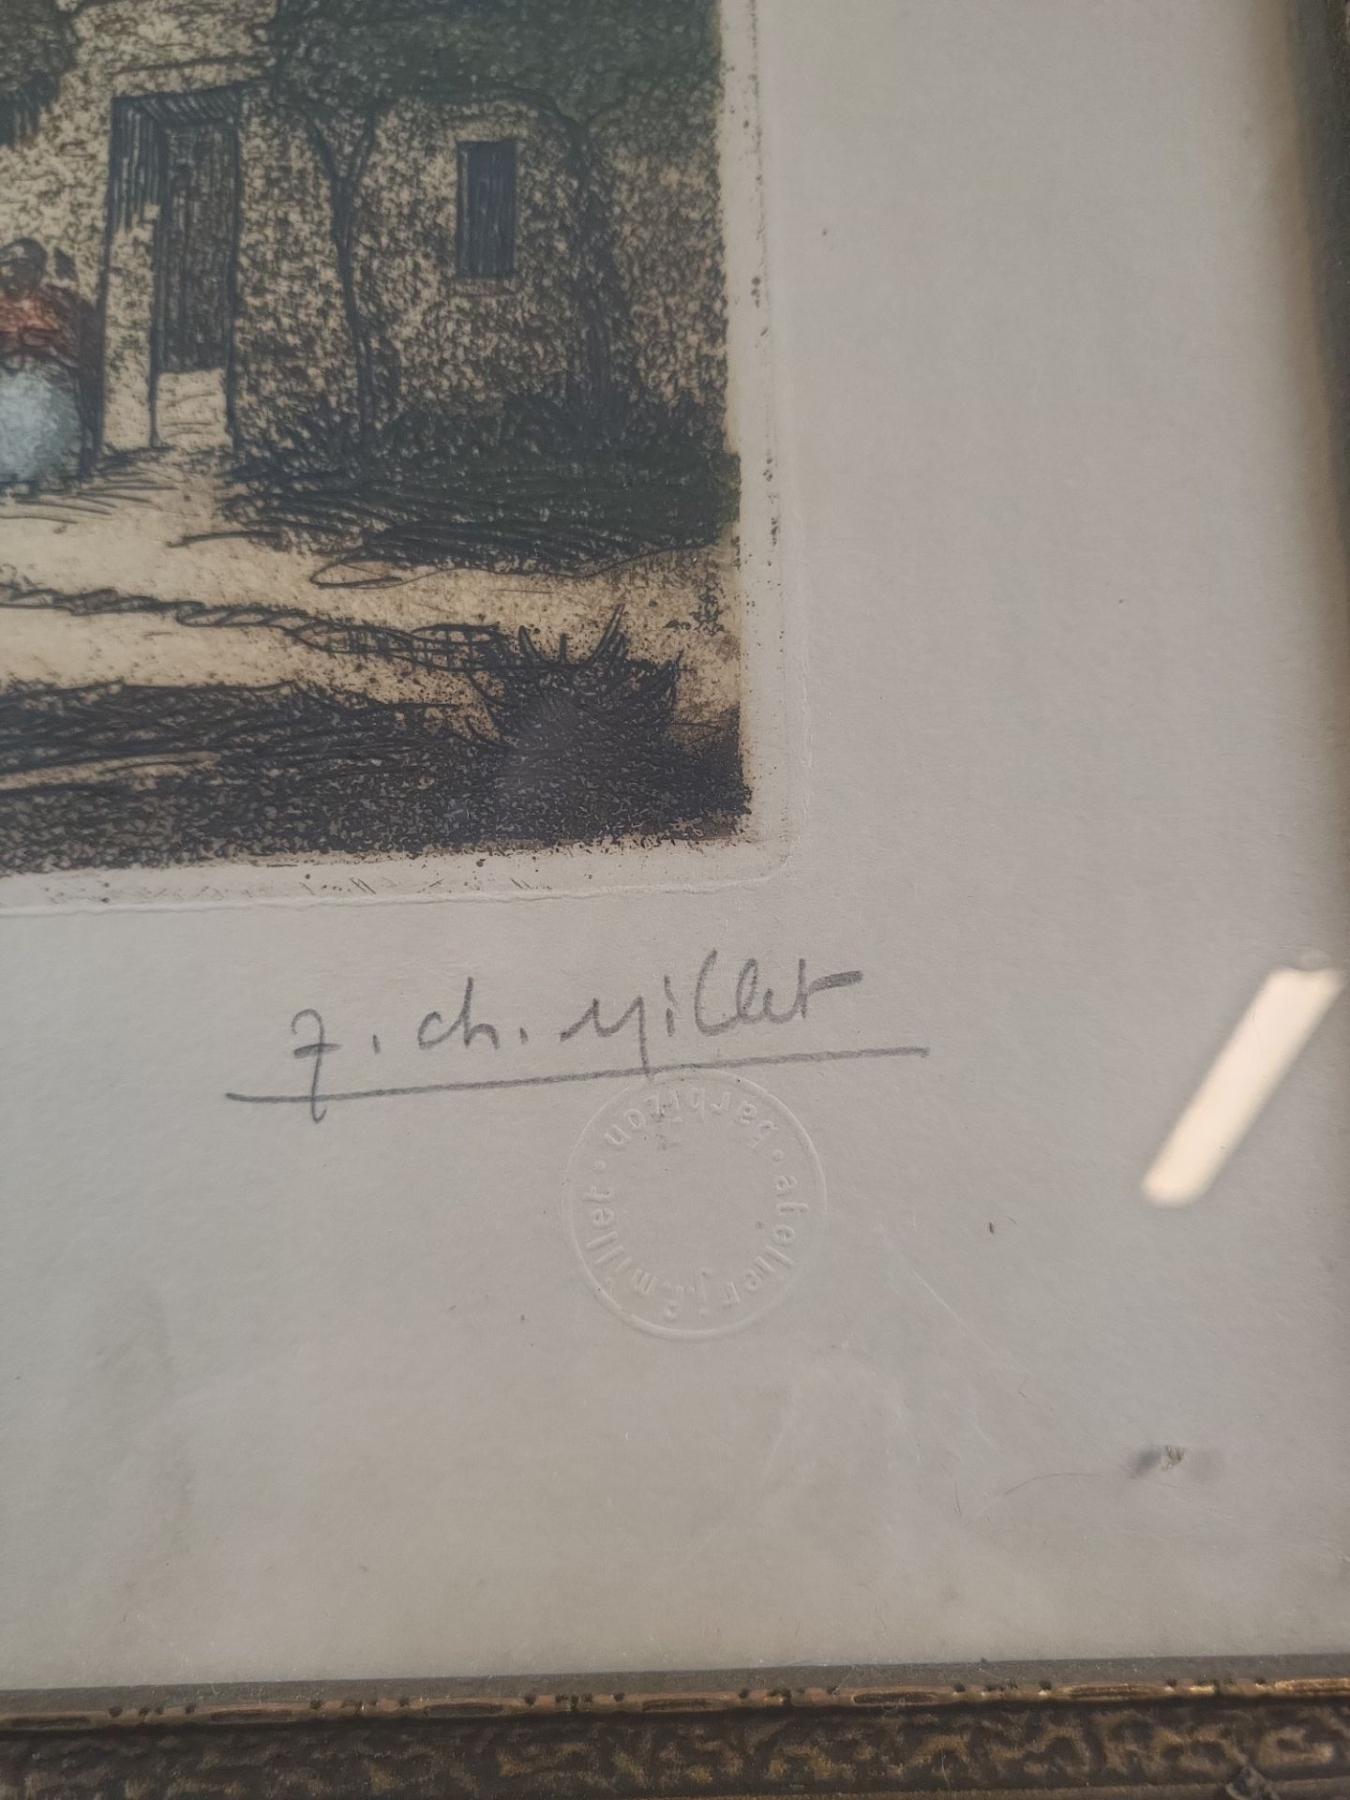 J. ch. Millet
atelier j.f. millet · barbizon ·